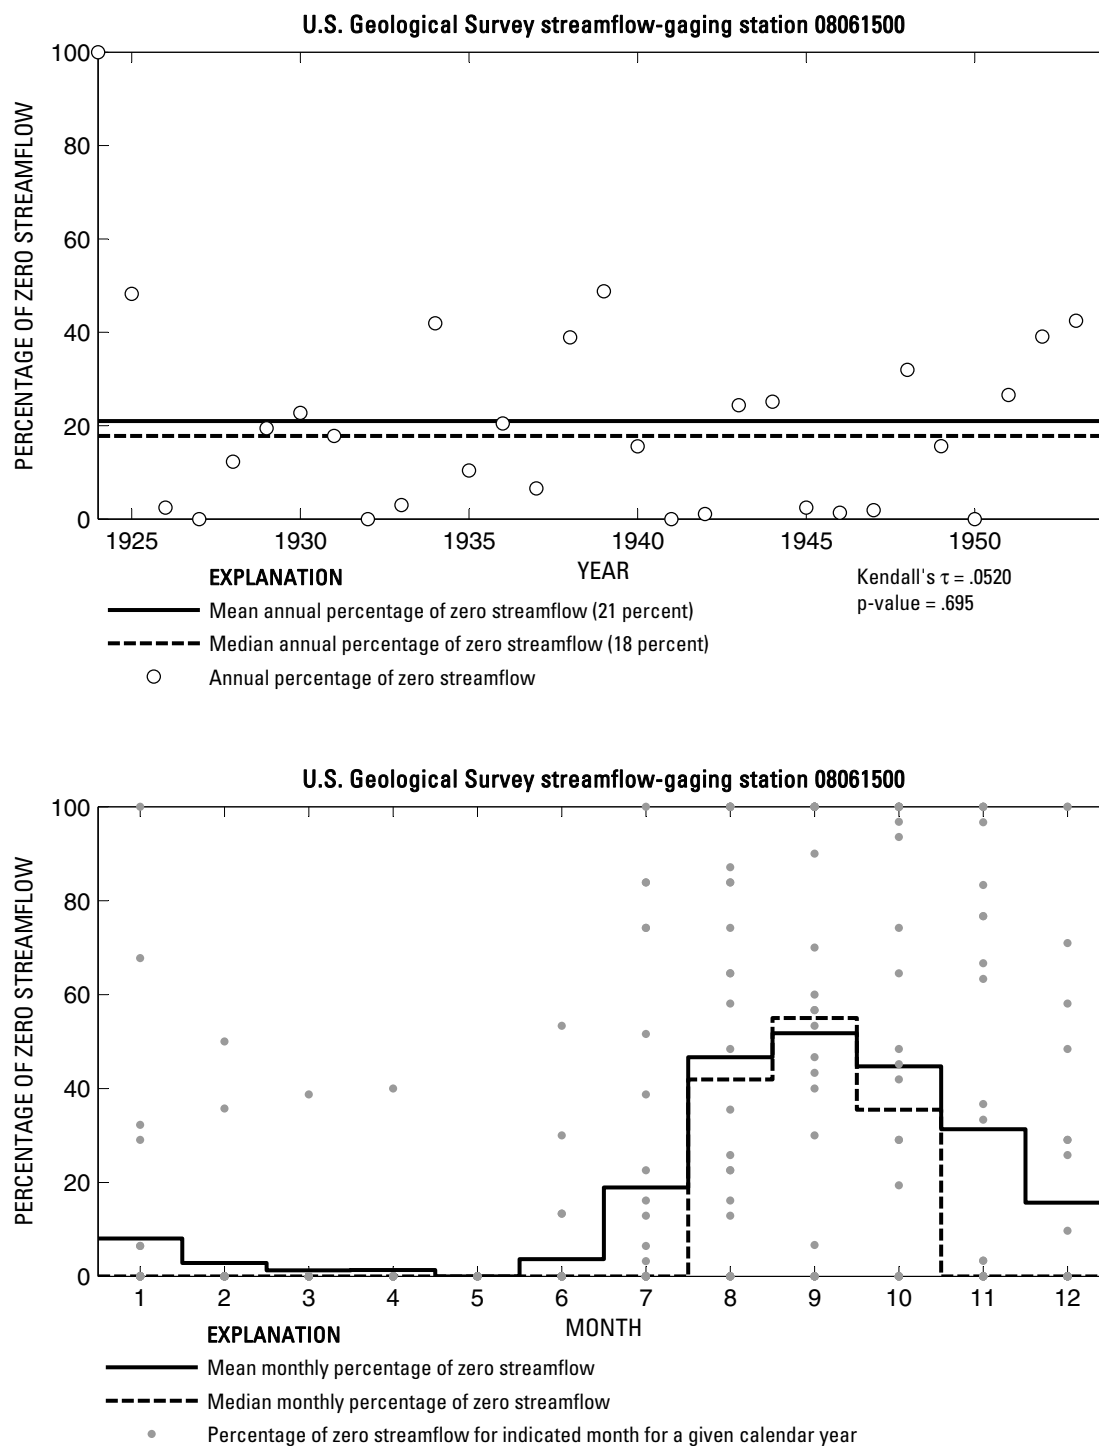 U.S. Geological Survey streamflow-gaging station 08061500
PERCENTAGE OF ZERO STREAMFLOW
100
80
60
40
20
0
1925 1930 1935 1940 1945 1950
YEAR
EXPLANATION
Mean annual percentage of zero streamflow (21 percent)
Median annual percentage of zero streamflow (18 percent)
Annual percentage of zero streamflow
Kendall's τ = .0520
p-value = .695
U.S. Geological Survey streamflow-gaging station 08061500
PERCENTAGE OF ZERO STREAMFLOW
100
80
60
40
20
0
1 2 3 4 5 6 7 8 9 10 11 12
MONTH
EXPLANATION
Mean monthly percentage of zero streamflow
Median monthly percentage of zero streamflow
Percentage of zero streamflow for indicated month for a given calendar year